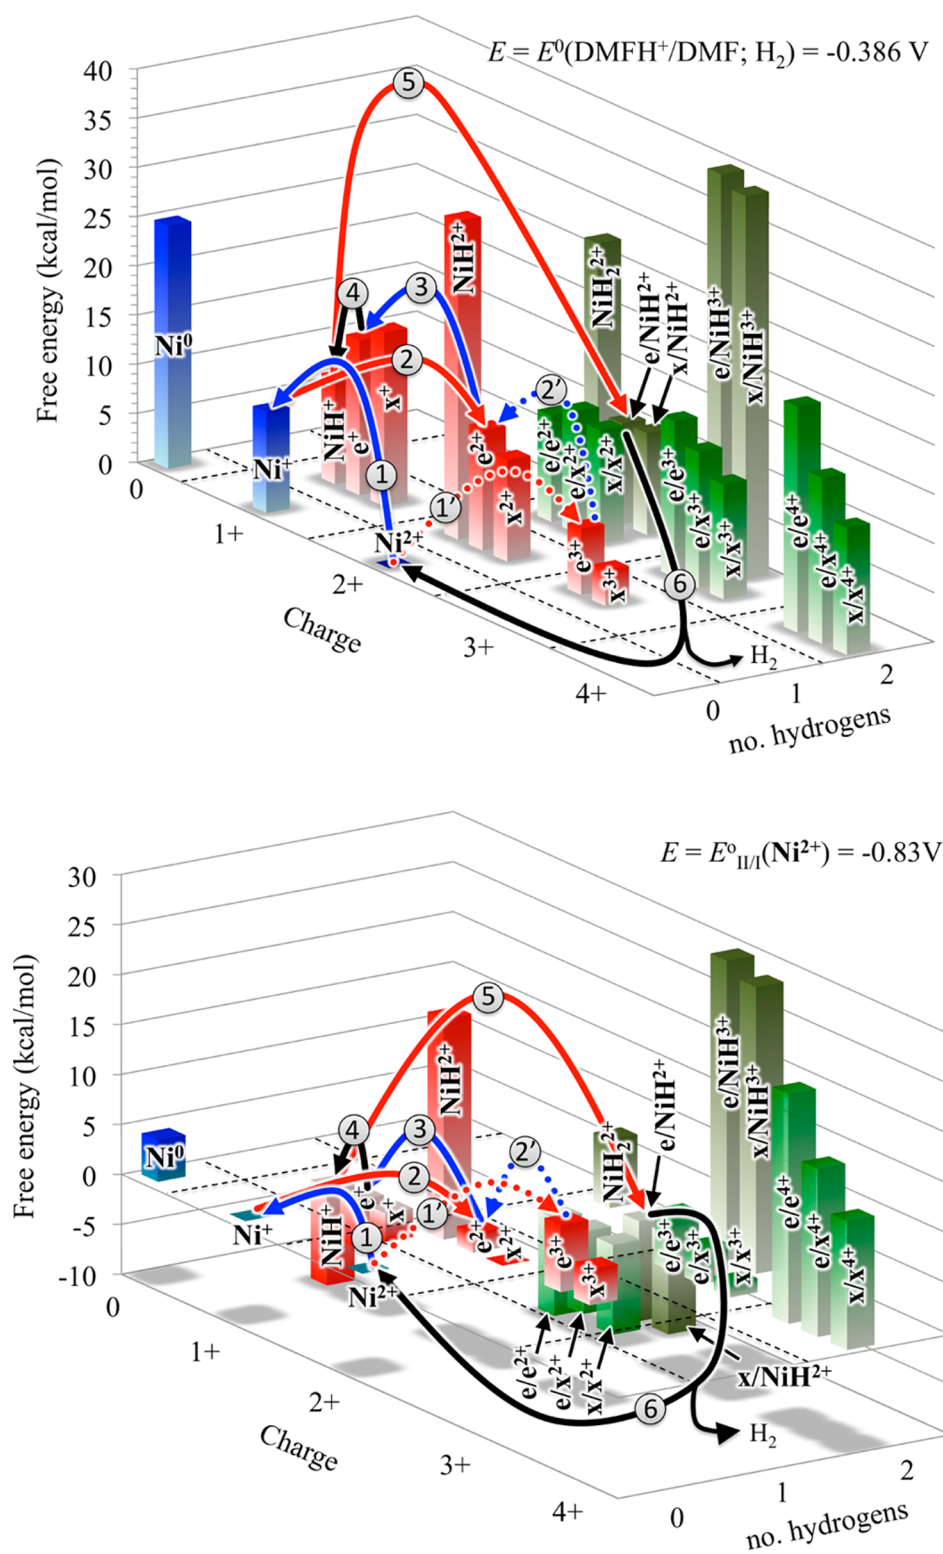 E = E⁰(DMFH⁺/DMF; H₂) = -0.386 V
Free energy (kcal/mol)
40
35
30
25
20
15
10
5
0
Ni⁰
Ni⁺
Ni²⁺
NiH⁺
e⁺
x⁺
NiH²⁺
e²⁺
x²⁺
e³⁺
x³⁺
NiH₂²⁺
e/e²⁺
e/x²⁺
x/x²⁺
e/NiH²⁺
x/NiH²⁺
e/e³⁺
e/x³⁺
x/x³⁺
e/NiH³⁺
x/NiH³⁺
e/e⁴⁺
e/x⁴⁺
x/x⁴⁺
5
4
3
2
2'
1
1'
6
H₂
0
1+
2+
3+
4+
Charge
0
1
2
no. hydrogens
E = Eº_II/I(Ni²⁺) = -0.83V
Free energy (kcal/mol)
30
25
20
15
10
5
0
-5
-10
Ni⁰
Ni⁺
Ni²⁺
NiH⁺
e⁺
x⁺
NiH²⁺
e²⁺
x²⁺
e³⁺
x³⁺
NiH₂²⁺
e/NiH²⁺
e/e³⁺
e/x³⁺
x/x³⁺
e/NiH³⁺
x/NiH³⁺
e/e⁴⁺
e/x⁴⁺
x/x⁴⁺
e/e²⁺
e/x²⁺
x/x²⁺
x/NiH²⁺
5
4
3
2
2'
1
1'
6
H₂
0
1+
2+
3+
4+
Charge
0
1
2
no. hydrogens